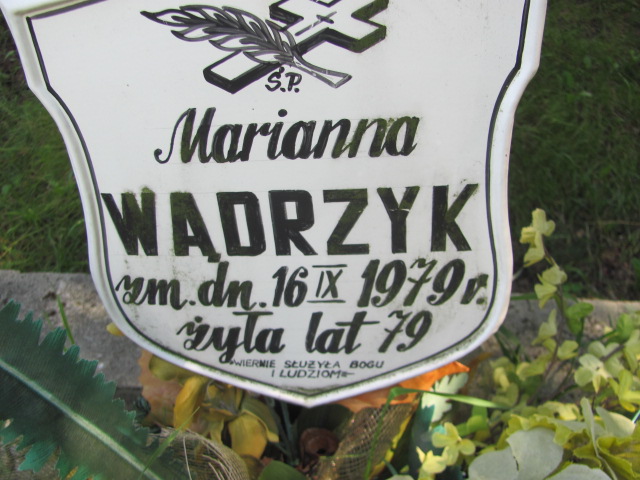 Ś.P.
Marianna
WĄDRZYK
zm. dn. 16 IX 1979 r.
żyła lat 79
WIERNIE SŁUŻYŁA BOGU
I LUDZIOM